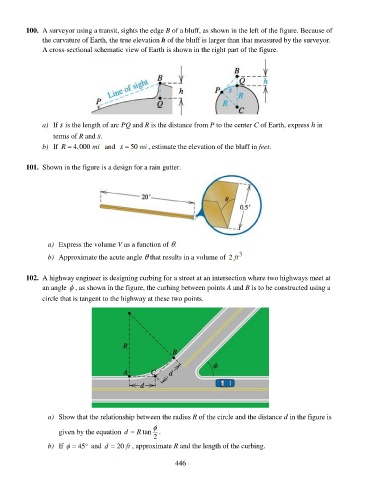 100. A surveyor using a transit, sights the edge B of a bluff, as shown in the left of the figure. Because of
the curvature of Earth, the true elevation h of the bluff is larger than that measured by the surveyor.
A cross-sectional schematic view of Earth is shown in the right part of the figure.
Line of sight
P
B
h
Q
B
P
s
Q
h
R
R
C
a) If s is the length of arc PQ and R is the distance from P to the center C of Earth, express h in
terms of R and s.
b) If R = 4,000 mi and s = 50 mi, estimate the elevation of the bluff in feet.
101. Shown in the figure is a design for a rain gutter.
20'
θ
0.5'
a) Express the volume V as a function of θ.
b) Approximate the acute angle θ that results in a volume of 2 ft³
102. A highway engineer is designing curbing for a street at an intersection where two highways meet at
an angle ϕ, as shown in the figure, the curbing between points A and B is to be constructed using a
circle that is tangent to the highway at these two points.
R
B
A
C
d
d
ϕ
a) Show that the relationship between the radius R of the circle and the distance d in the figure is
given by the equation d = R tan ϕ/2.
b) If ϕ = 45° and d = 20 ft, approximate R and the length of the curbing.
446